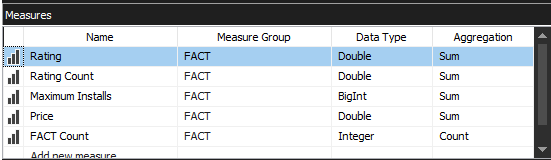 Measures
Name Measure Group Data Type Aggregation
Rating FACT Double Sum
Rating Count FACT Double Sum
Maximum Installs FACT BigInt Sum
Price FACT Double Sum
FACT Count FACT Integer Count
Add new measure